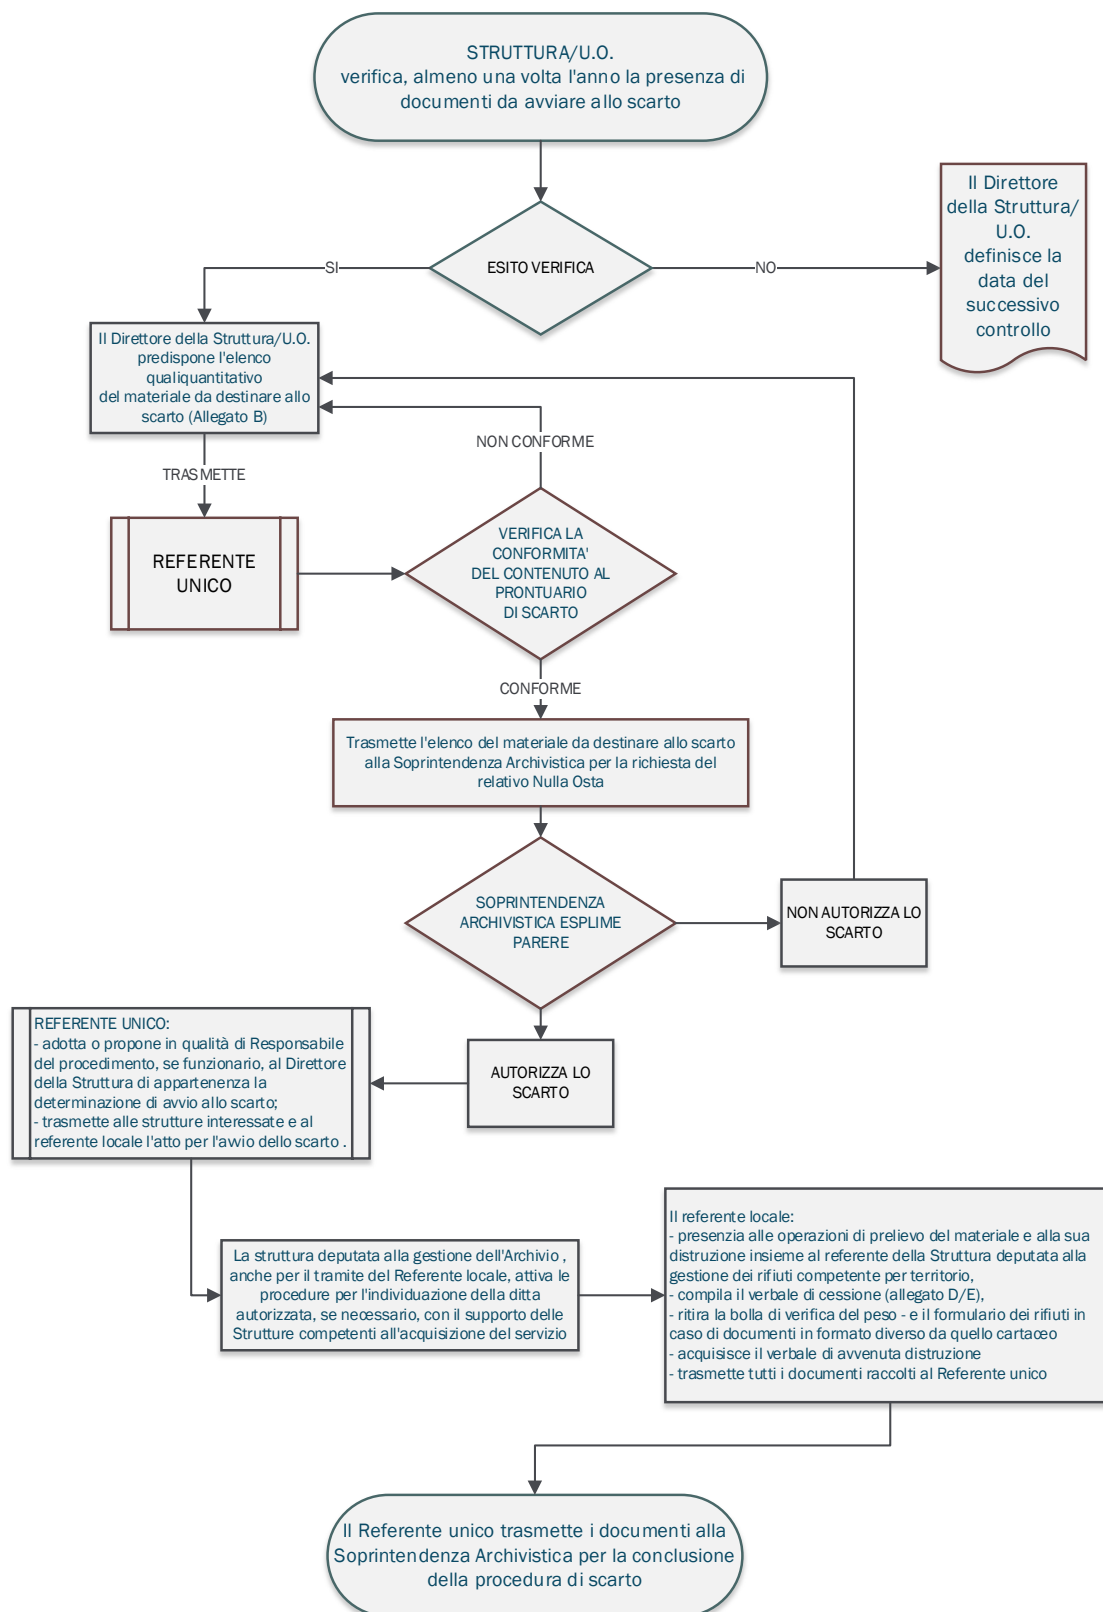 STRUTTURA/U.O.
verifica, almeno una volta l'anno la presenza di
documenti da avviare allo scarto
ESITO VERIFICA
SI
NO
Il Direttore
della Struttura/
U.O.
definisce la
data del
successivo
controllo
Il Direttore della Struttura/U.O.
predispone l'elenco
qualiquantitativo
del materiale da destinare allo
scarto (Allegato B)
NON CONFORME
TRASMETTE
REFERENTE
UNICO
VERIFICA LA
CONFORMITA'
DEL CONTENUTO AL
PRONTUARIO
DI SCARTO
CONFORME
Trasmette l'elenco del materiale da destinare allo scarto
alla Soprintendenza Archivistica per la richiesta del
relativo Nulla Osta
SOPRINTENDENZA
ARCHIVISTICA ESPLIME
PARERE
NON AUTORIZZA LO
SCARTO
AUTORIZZA LO
SCARTO
REFERENTE UNICO:
- adotta o propone in qualità di Responsabile
del procedimento, se funzionario, al Direttore
della Struttura di appartenenza la
determinazione di avvio allo scarto;
- trasmette alle strutture interessate e al
referente locale l'atto per l'avvio dello scarto .
La struttura deputata alla gestione dell'Archivio ,
anche per il tramite del Referente locale, attiva le
procedure per l'individuazione della ditta
autorizzata, se necessario, con il supporto delle
Strutture competenti all'acquisizione del servizio
Il referente locale:
- presenzia alle operazioni di prelievo del materiale e alla sua
distruzione insieme al referente della Struttura deputata alla
gestione dei rifiuti competente per territorio,
- compila il verbale di cessione (allegato D/E),
- ritira la bolla di verifica del peso - e il formulario dei rifiuti in
caso di documenti in formato diverso da quello cartaceo
- acquisisce il verbale di avvenuta distruzione
- trasmette tutti i documenti raccolti al Referente unico
Il Referente unico trasmette i documenti alla
Soprintendenza Archivistica per la conclusione
della procedura di scarto